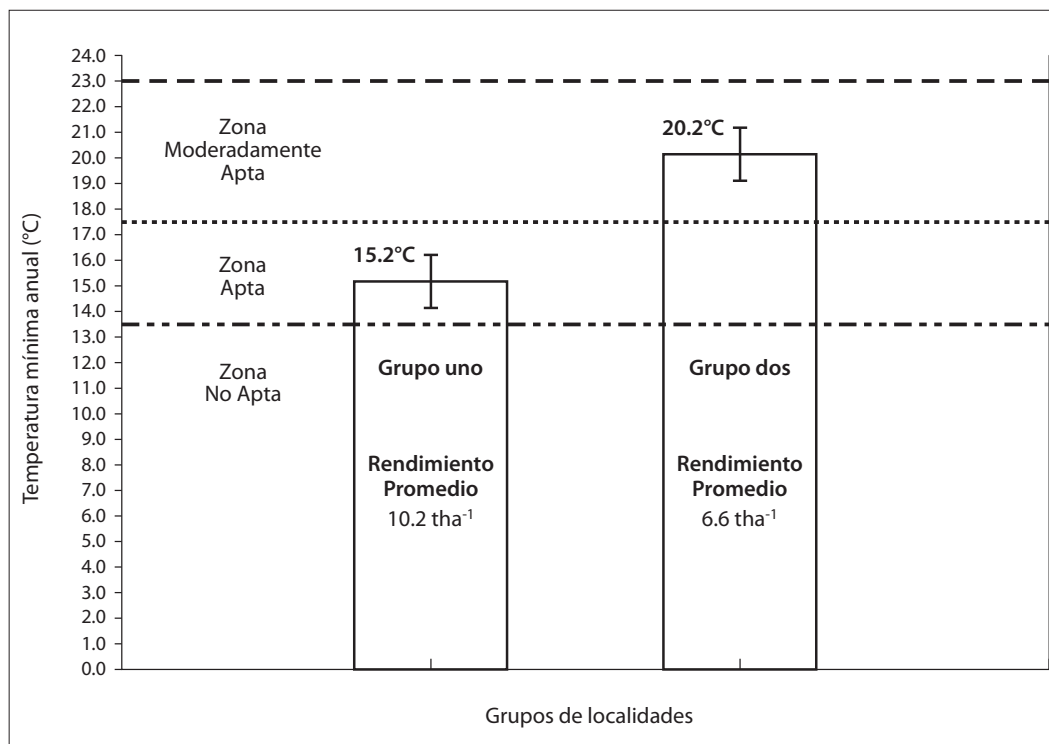 Temperatura mínima anual (°C)
24.0
23.0
22.0
21.0
20.0
19.0
18.0
17.0
16.0
15.0
14.0
13.0
12.0
11.0
10.0
9.0
8.0
7.0
6.0
5.0
4.0
3.0
2.0
1.0
0.0
Zona
Moderadamente
Apta
Zona
Apta
Zona
No Apta
15.2°C
Grupo uno
Rendimiento
Promedio
10.2 tha⁻¹
20.2°C
Grupo dos
Rendimiento
Promedio
6.6 tha⁻¹
Grupos de localidades